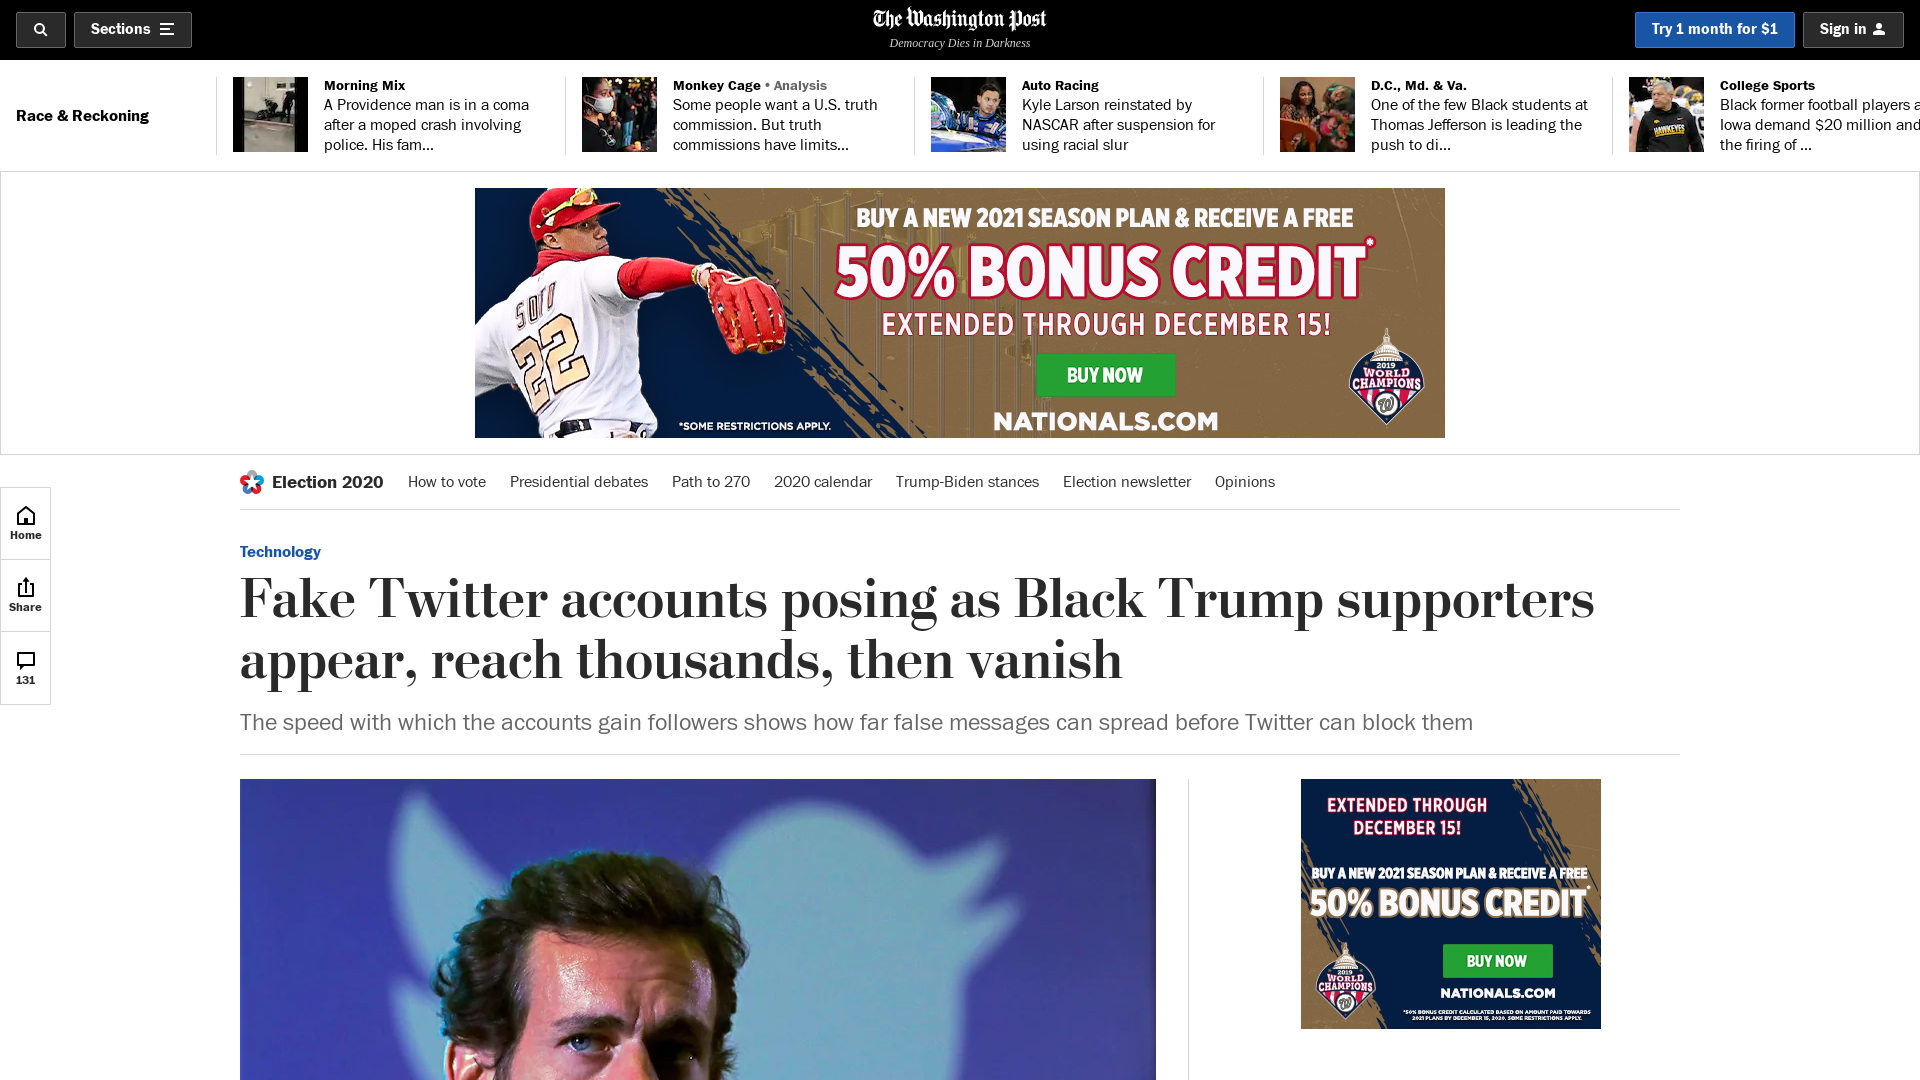 Sections
The Washington Post
Democracy Dies in Darkness
Try 1 month for $1
Sign in
Race & Reckoning
Morning Mix
A Providence man is in a coma
after a moped crash involving
police. His fam...
Monkey Cage • Analysis
Some people want a U.S. truth
commission. But truth
commissions have limits...
Auto Racing
Kyle Larson reinstated by
NASCAR after suspension for
using racial slur
D.C., Md. & Va.
One of the few Black students at
Thomas Jefferson is leading the
push to di...
HAWKEYES
College Sports
Black former football players a
Iowa demand $20 million and
the firing of ...
BUY A NEW 2021 SEASON PLAN & RECEIVE A FREE
50% BONUS CREDIT*
EXTENDED THROUGH DECEMBER 15!
BUY NOW
NATIONALS.COM
*SOME RESTRICTIONS APPLY.
SOTO
22
2019
WORLD
CHAMPIONS
W
Election 2020
How to vote
Presidential debates
Path to 270
2020 calendar
Trump-Biden stances
Election newsletter
Opinions
Home
Share
131
Technology
Fake Twitter accounts posing as Black Trump supporters
appear, reach thousands, then vanish
The speed with which the accounts gain followers shows how far false messages can spread before Twitter can block them
EXTENDED THROUGH
DECEMBER 15!
BUY A NEW 2021 SEASON PLAN & RECEIVE A FREE
50% BONUS CREDIT*
BUY NOW
NATIONALS.COM
2019
WORLD
CHAMPIONS
W
*50% BONUS CREDIT CALCULATED BASED ON AMOUNT PAID TOWARDS
2021 PLANS BY DECEMBER 15, 2020. SOME RESTRICTIONS APPLY.